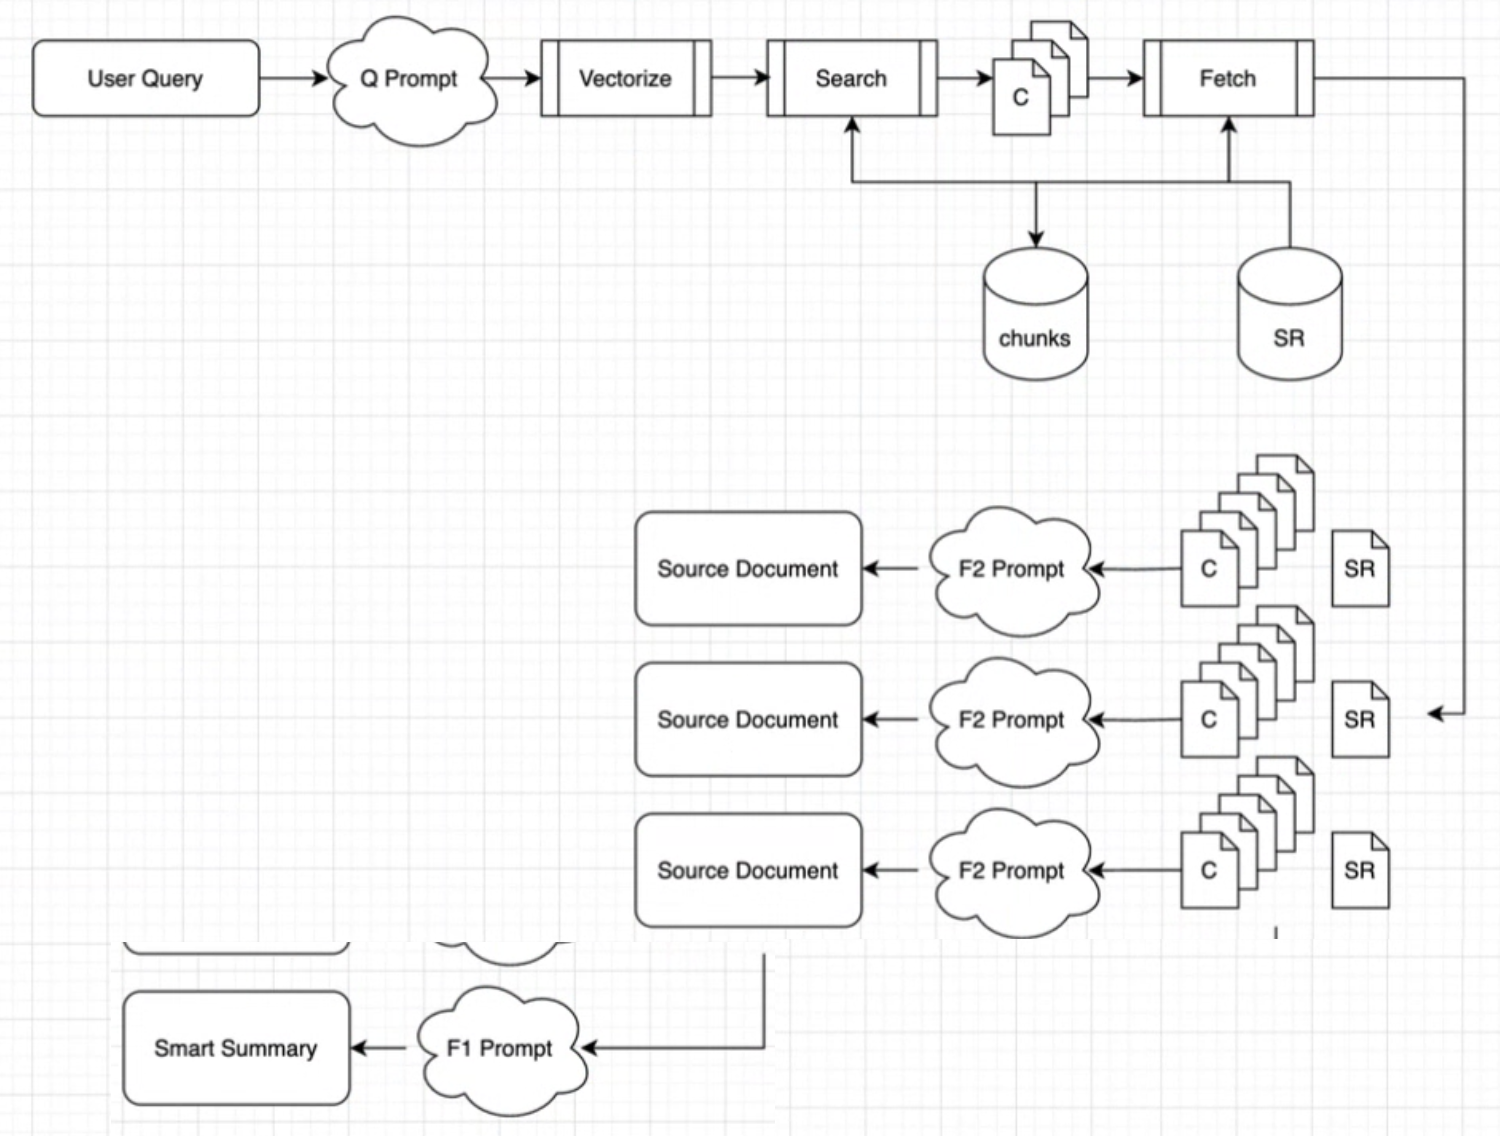 User Query
Q Prompt
Vectorize
Search
C
Fetch
chunks
SR
Source Document
F2 Prompt
C
SR
Source Document
F2 Prompt
C
SR
Source Document
F2 Prompt
C
SR
Smart Summary
F1 Prompt